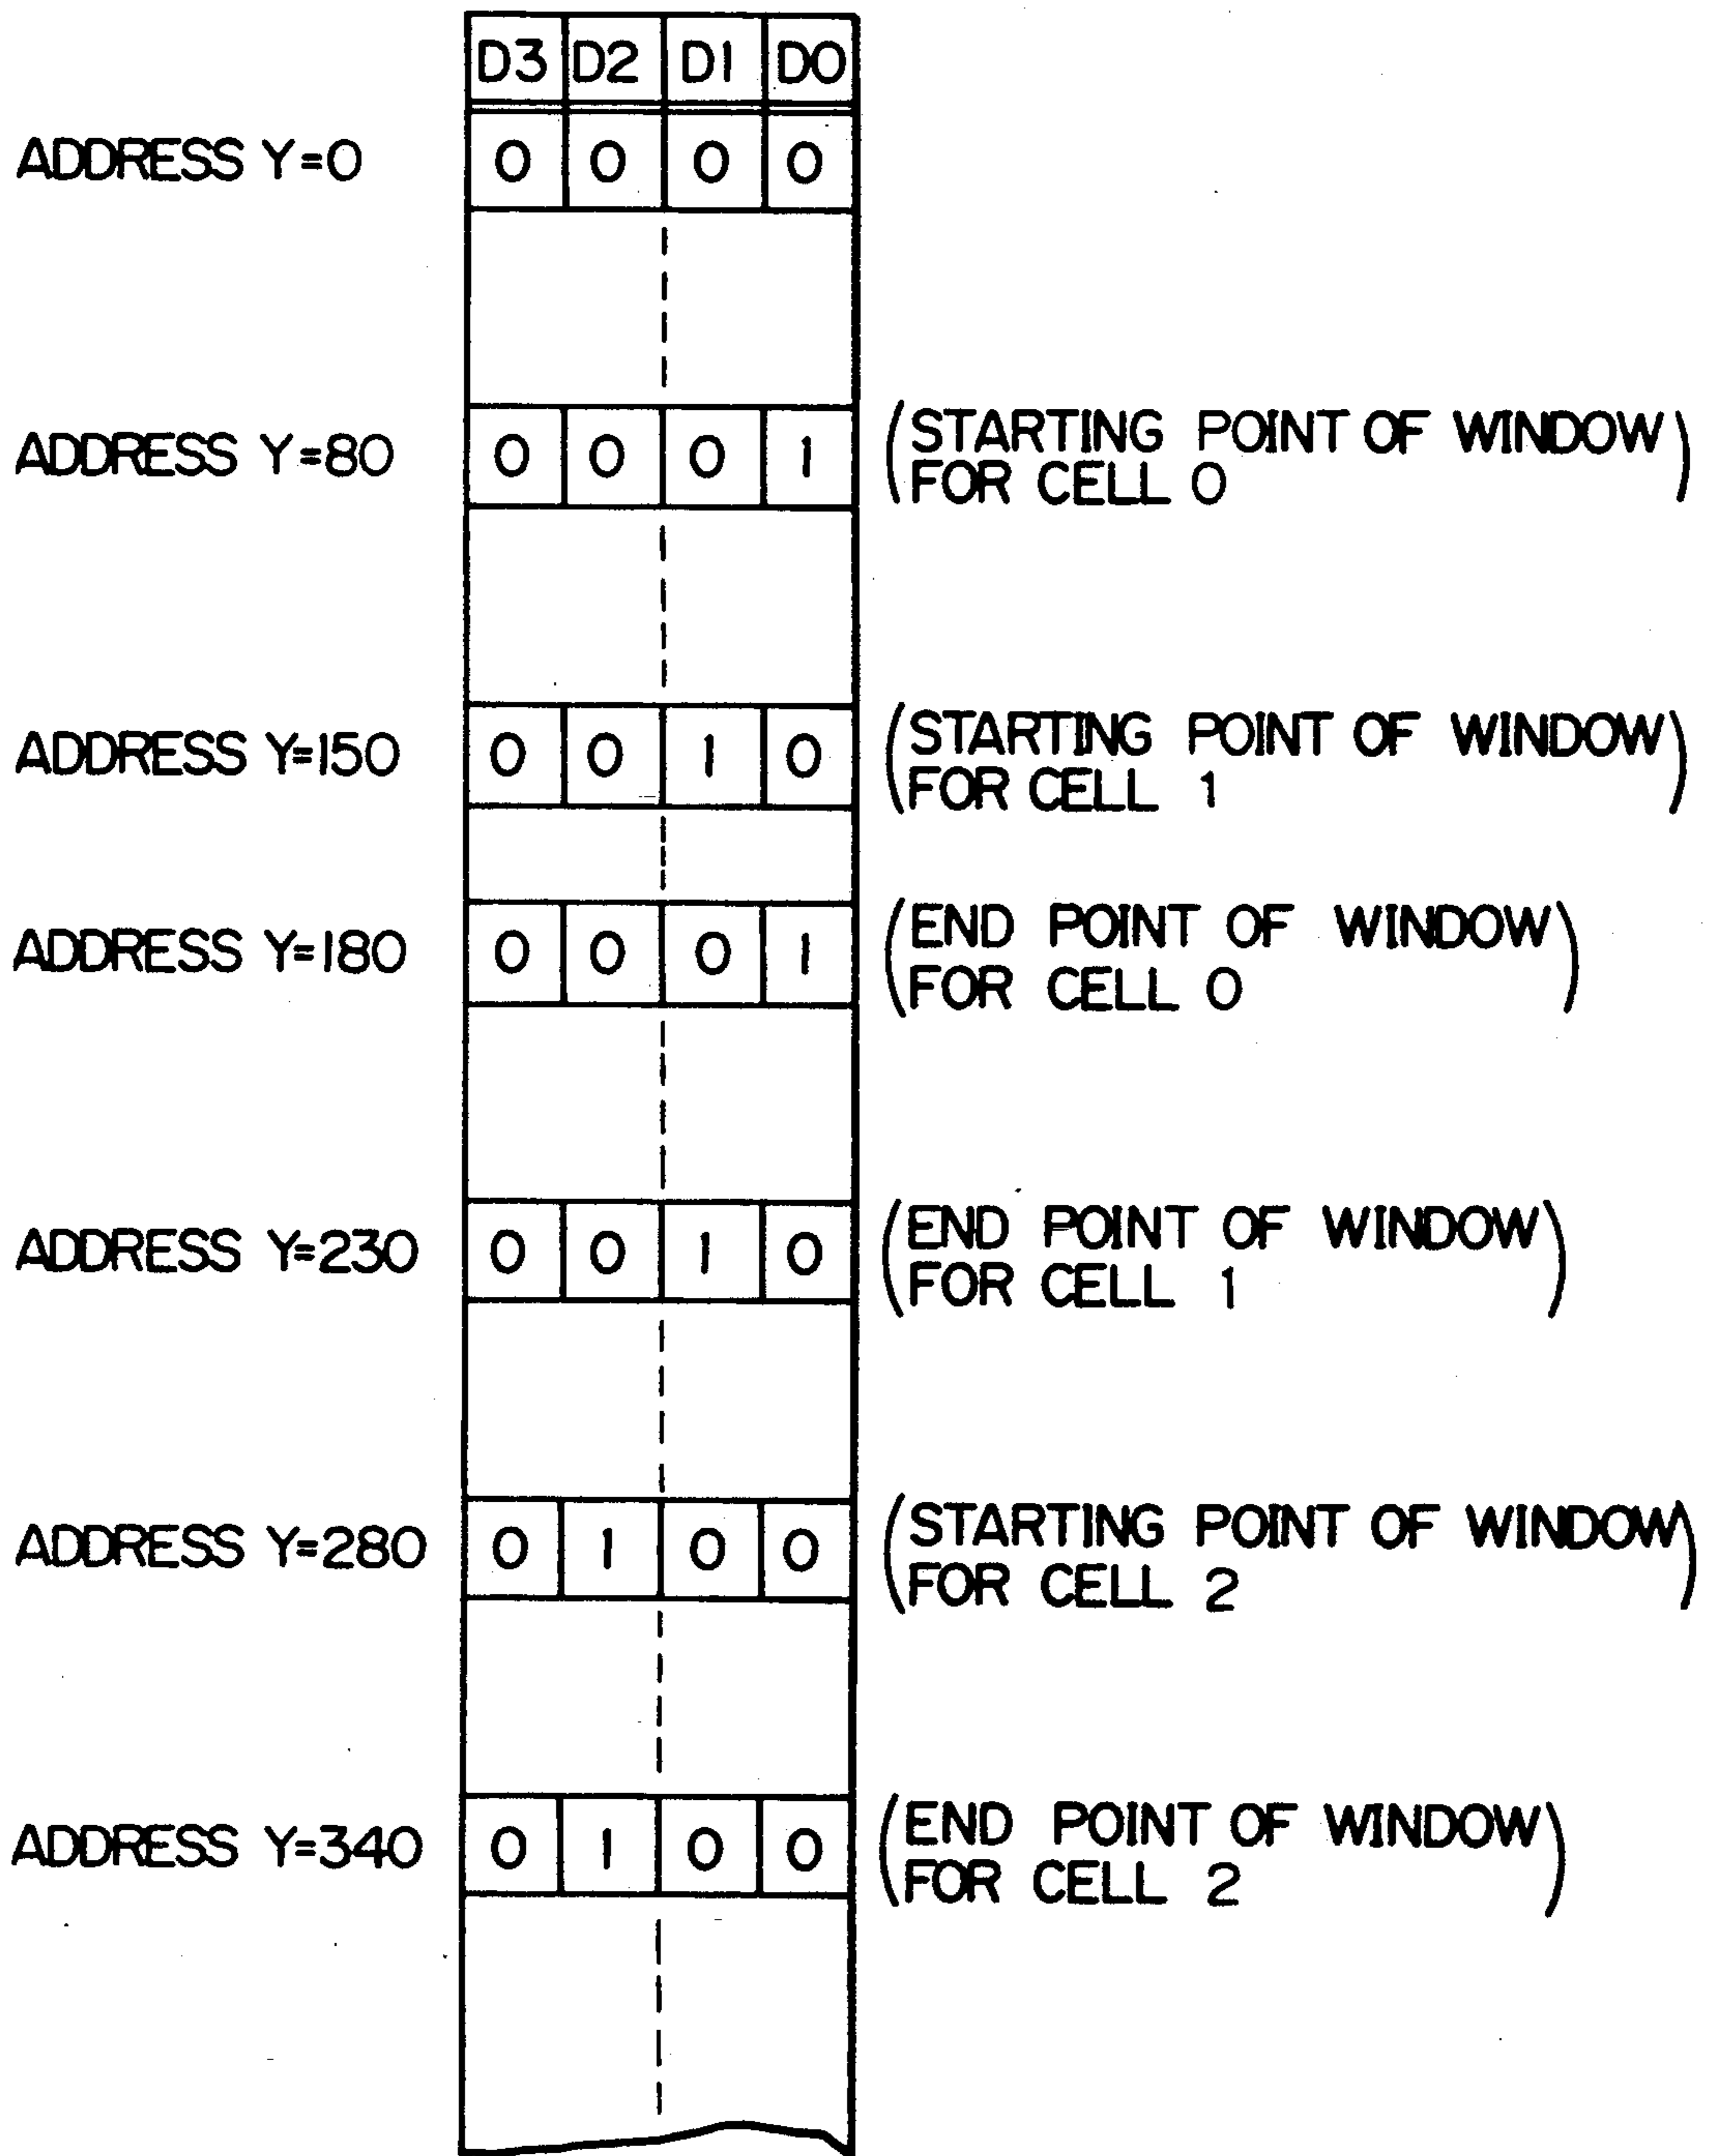 D3 D2 D1 D0
ADDRESS Y=0 0 0 0 0
ADDRESS Y=80 0 0 0 1 (STARTING POINT OF WINDOW
FOR CELL 0)
ADDRESS Y=150 0 0 1 0 (STARTING POINT OF WINDOW
FOR CELL 1)
ADDRESS Y=180 0 0 0 1 (END POINT OF WINDOW
FOR CELL 0)
ADDRESS Y=230 0 0 1 0 (END POINT OF WINDOW
FOR CELL 1)
ADDRESS Y=280 0 1 0 0 (STARTING POINT OF WINDOW
FOR CELL 2)
ADDRESS Y=340 0 1 0 0 (END POINT OF WINDOW
FOR CELL 2)